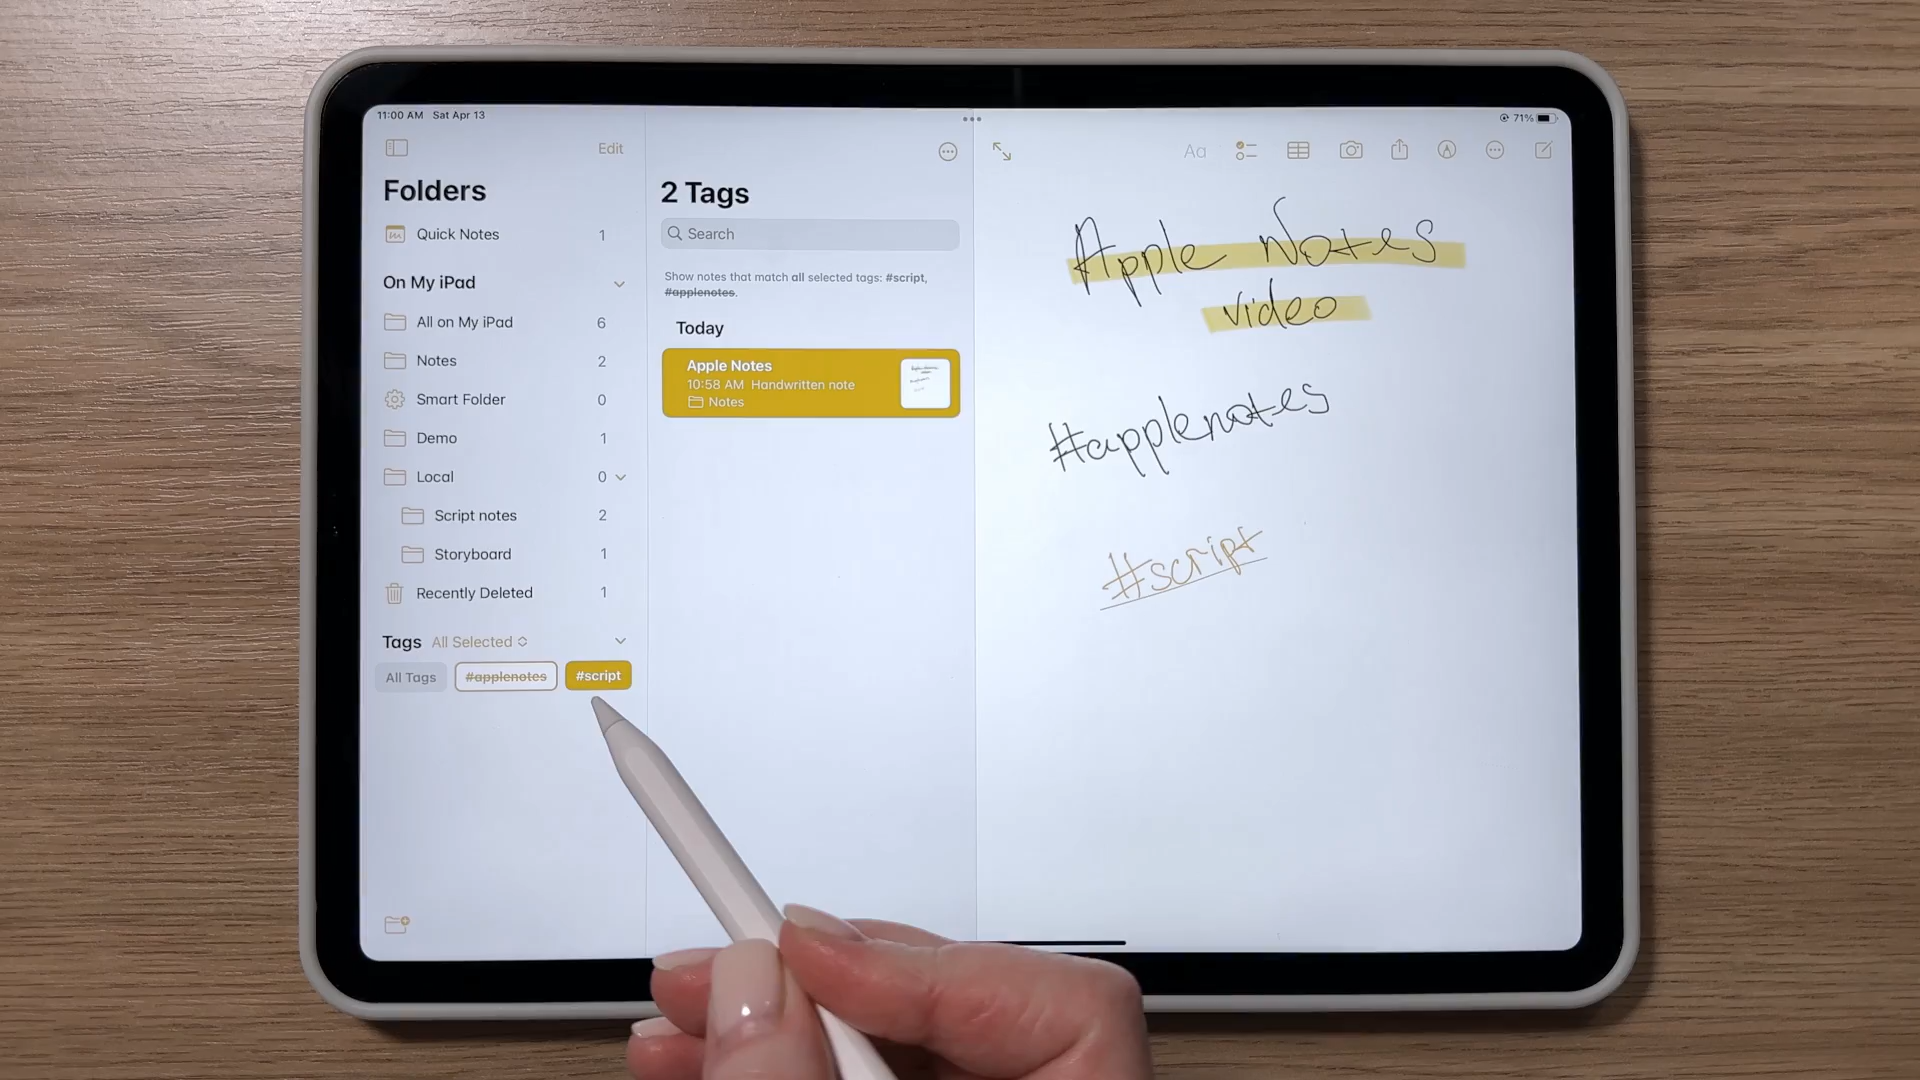 11:00 AM Sat Apr 13
71%
Edit
Folders
Quick Notes 1
On My iPad
All on My iPad 6
Notes 2
Smart Folder 0
Demo 1
Local 0
Script notes 2
Storyboard 1
Recently Deleted 1
Tags All Selected
All Tags #applenotes #script
2 Tags
Search
Show notes that match all selected tags: #script,
#applenotes.
Today
Apple Notes
10:58 AM Handwritten note
Notes
Aa
Apple Notes
video
#applenotes
#script